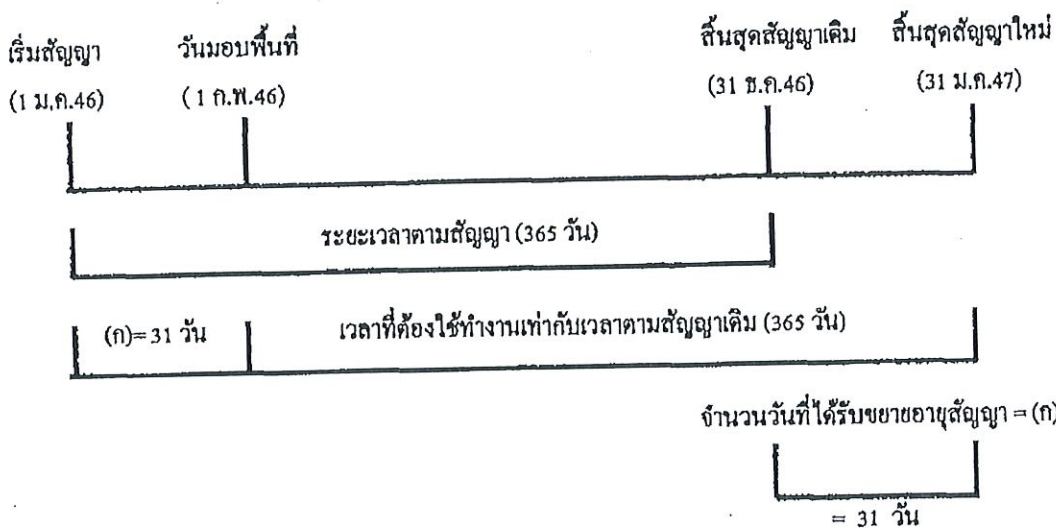 เริ่มสัญญา วันมอบพื้นที่ สิ้นสุดสัญญาเดิม สิ้นสุดสัญญาใหม่
(1 ม.ค.46) (1 ก.พ.46) (31 ธ.ค.46) (31 ม.ค.47)
ระยะเวลาตามสัญญา (365 วัน)
(ก)= 31 วัน เวลาที่ต้องใช้ทำงานเท่ากับเวลาตามสัญญาเดิม (365 วัน)
จำนวนวันที่ได้รับขยายอายุสัญญา = (ก)
= 31 วัน